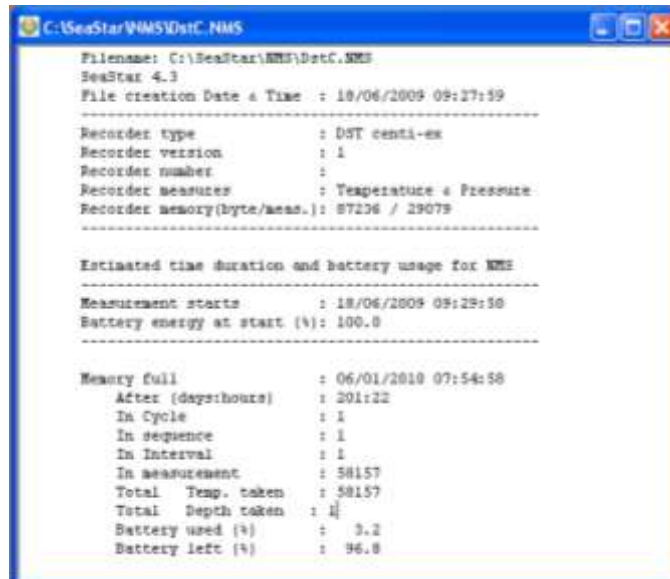 C:\SeaStar\NMS\DstC.NMS
Filename: C:\SeaStar\NMS\DstC.NMS
SeaStar 4.3
File creation Date & Time : 18/06/2009 09:27:59
--------------------------------------------------
Recorder type : DST centi-ex
Recorder version : 1
Recorder number :
Recorder measures : Temperature & Pressure
Recorder memory(byte/meas.): 87236 / 29079
--------------------------------------------------
Estimated time duration and battery usage for NMS
--------------------------------------------------
Measurement starts : 18/06/2009 09:29:58
Battery energy at start (%): 100.0
--------------------------------------------------
Memory full : 06/01/2010 07:54:58
After (days:hours) : 201:22
In Cycle : 1
In sequence : 1
In Interval : 1
In measurement : 58157
Total Temp. taken : 58157
Total Depth taken : 1
Battery used (%) : 3.2
Battery left (%) : 96.8